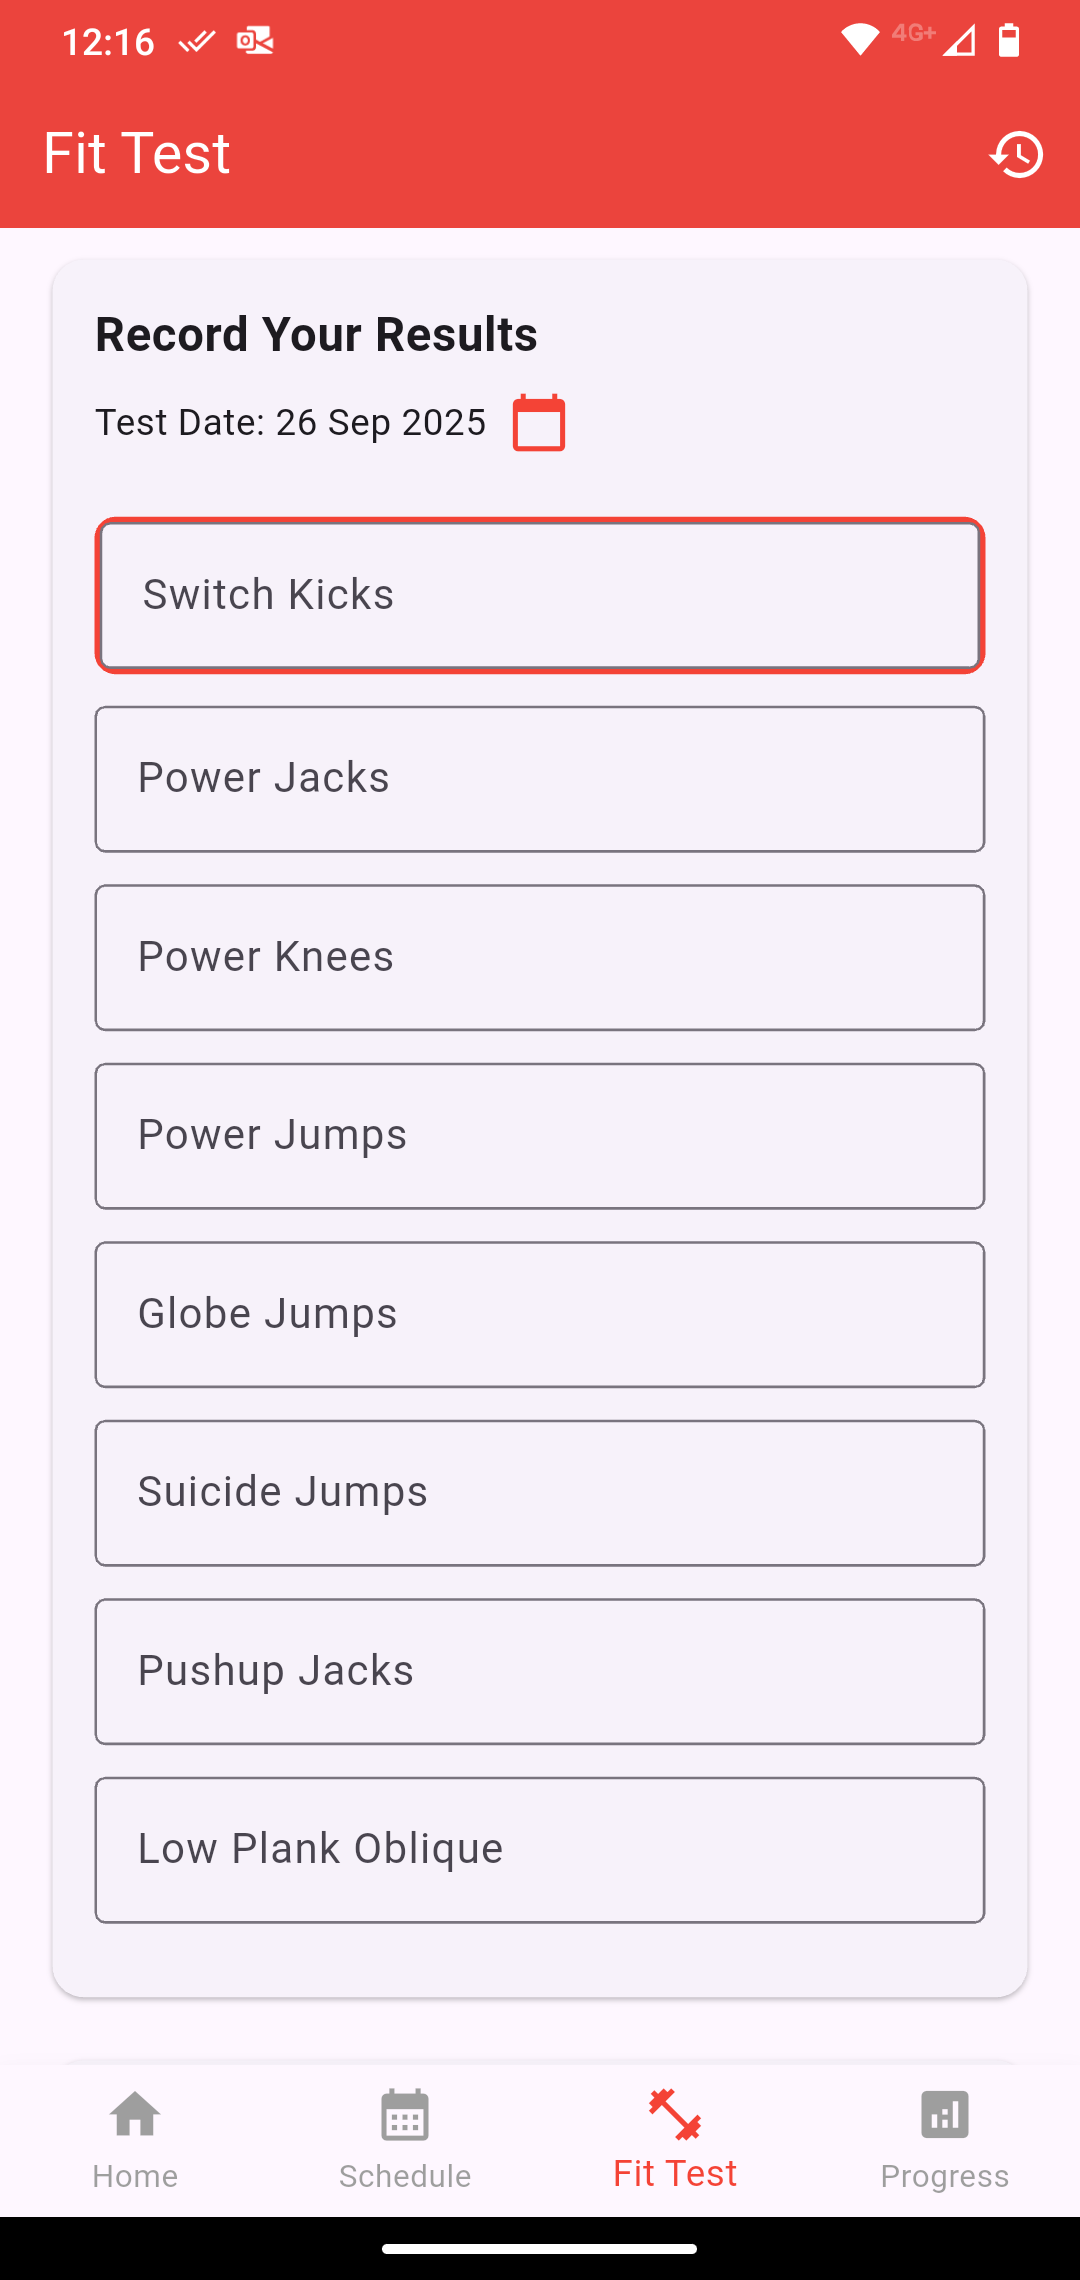 12:16
4G+
Fit Test
Record Your Results
Test Date: 26 Sep 2025
Switch Kicks
Power Jacks
Power Knees
Power Jumps
Globe Jumps
Suicide Jumps
Pushup Jacks
Low Plank Oblique
Home
Schedule
Fit Test
Progress